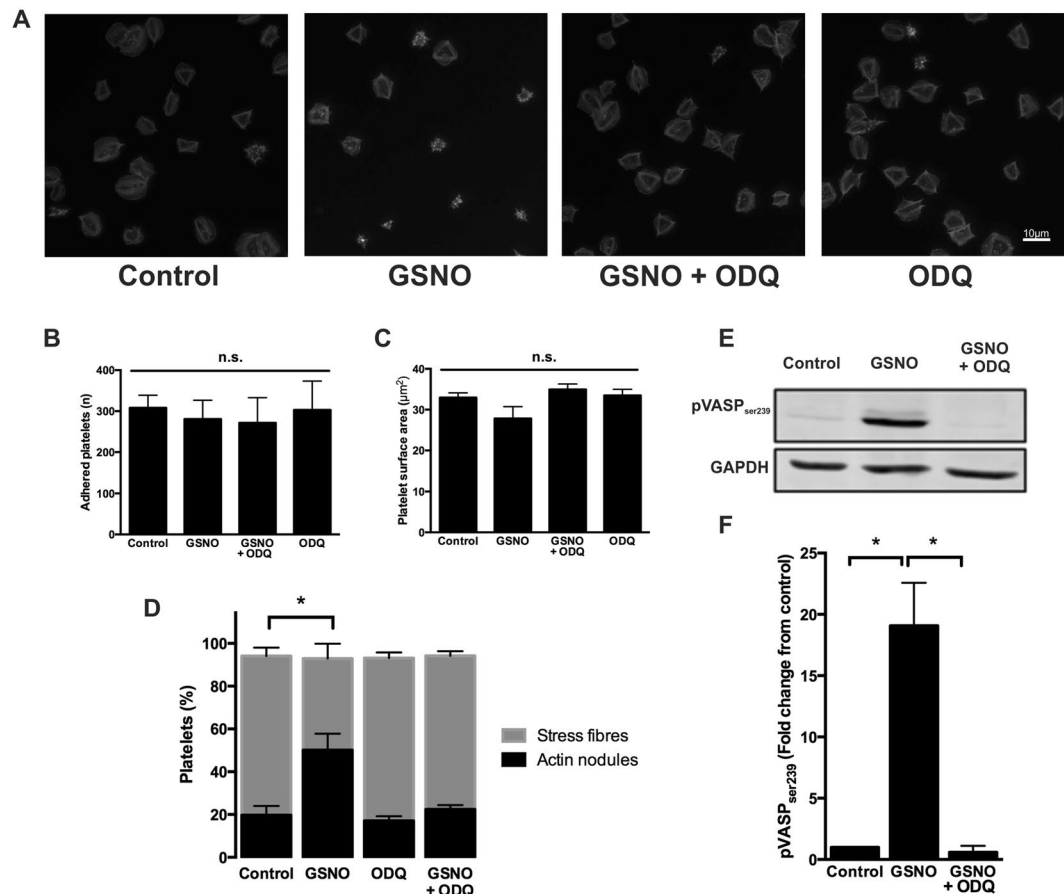 A
10µm
Control
GSNO
GSNO + ODQ
ODQ
B
n.s.
Adhered platelets (n)
400
300
200
100
0
Control
GSNO
GSNO
+ ODQ
ODQ
C
n.s.
Platelet surface area (µm²)
40
30
20
10
0
Control
GSNO
GSNO
+ ODQ
ODQ
D
*
Platelets (%)
100
80
60
40
20
0
Control
GSNO
ODQ
GSNO
+ ODQ
Stress fibres
Actin nodules
E
Control
GSNO
GSNO
+ ODQ
pVASPser239
GAPDH
F
* *
pVASPser239 (Fold change from control)
25
20
15
10
5
0
Control
GSNO
GSNO
+ ODQ